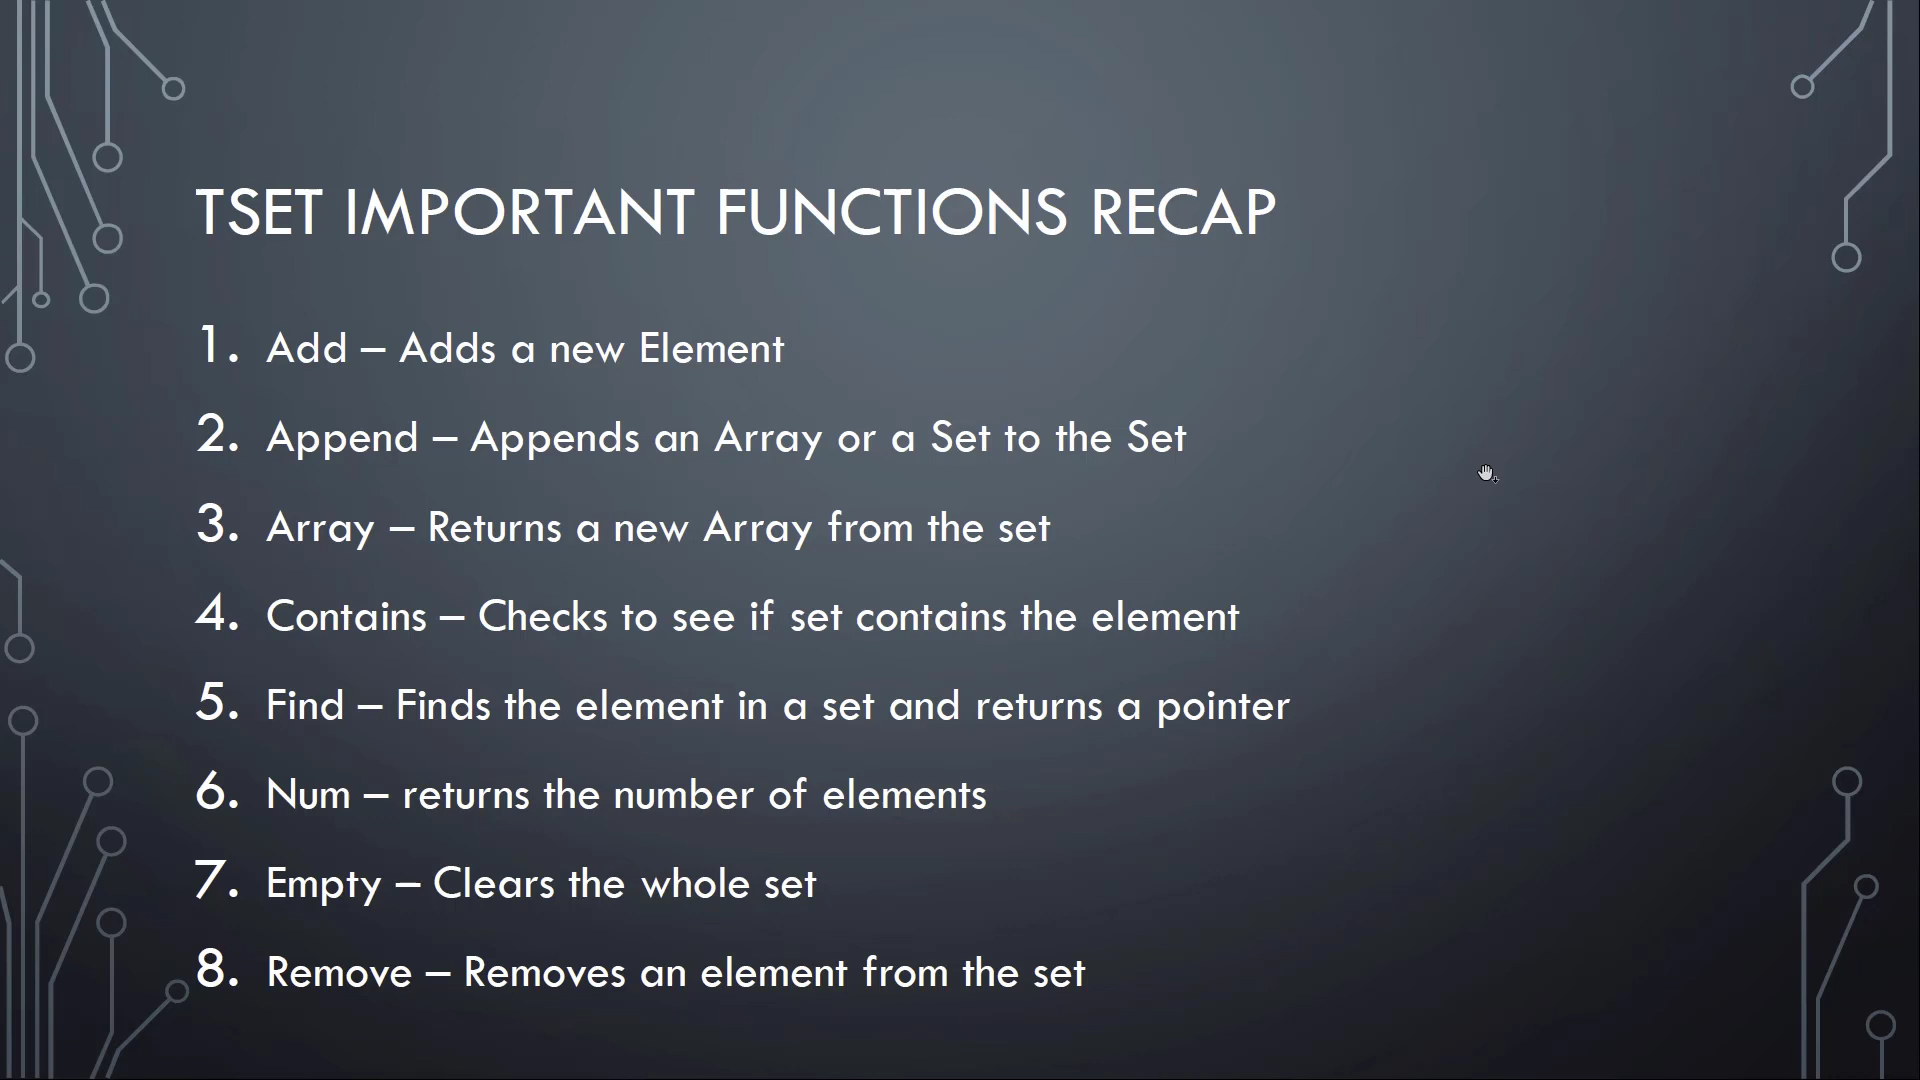 TSET IMPORTANT FUNCTIONS RECAP
1. Add – Adds a new Element
2. Append – Appends an Array or a Set to the Set
3. Array – Returns a new Array from the set
4. Contains – Checks to see if set contains the element
5. Find – Finds the element in a set and returns a pointer
6. Num – returns the number of elements
7. Empty – Clears the whole set
8. Remove – Removes an element from the set